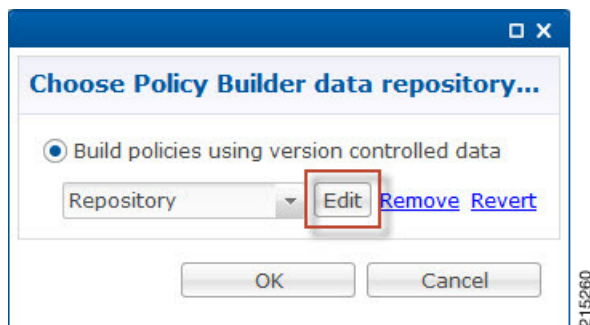 Choose Policy Builder data repository...
Build policies using version controlled data
Repository Edit Remove Revert
OK Cancel
215260